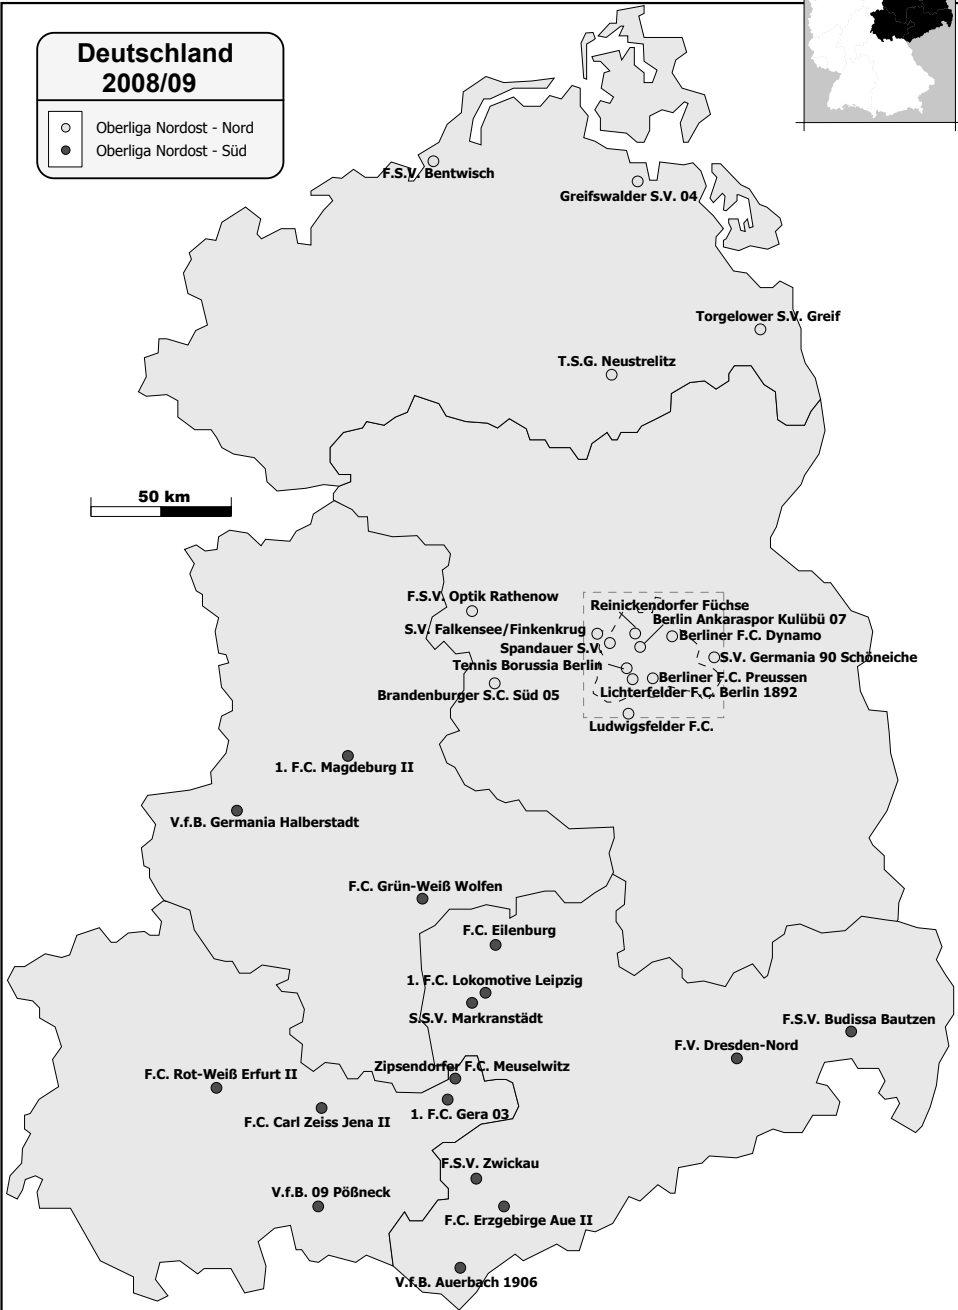 Deutschland
2008/09
Oberliga Nordost - Nord
Oberliga Nordost - Süd
F.S.V. Bentwisch
Greifswalder S.V. 04
Torgelower S.V. Greif
T.S.G. Neustrelitz
50 km
F.S.V. Optik Rathenow
Reinickendorfer Füchse
Berlin Ankaraspor Kulübü 07
S.V. Falkensee/Finkenkrug
Berliner F.C. Dynamo
Spandauer S.V.
S.V. Germania 90 Schöneiche
Tennis Borussia Berlin
Berliner F.C. Preussen
Brandenburger S.C. Süd 05
Lichterfelder F.C. Berlin 1892
Ludwigsfelder F.C.
1. F.C. Magdeburg II
V.f.B. Germania Halberstadt
F.C. Grün-Weiß Wolfen
F.C. Eilenburg
1. F.C. Lokomotive Leipzig
S.S.V. Markranstädt
F.S.V. Budissa Bautzen
F.V. Dresden-Nord
Zipsendorfer F.C. Meuselwitz
F.C. Rot-Weiß Erfurt II
1. F.C. Gera 03
F.C. Carl Zeiss Jena II
F.S.V. Zwickau
V.f.B. 09 Pößneck
F.C. Erzgebirge Aue II
V.f.B. Auerbach 1906